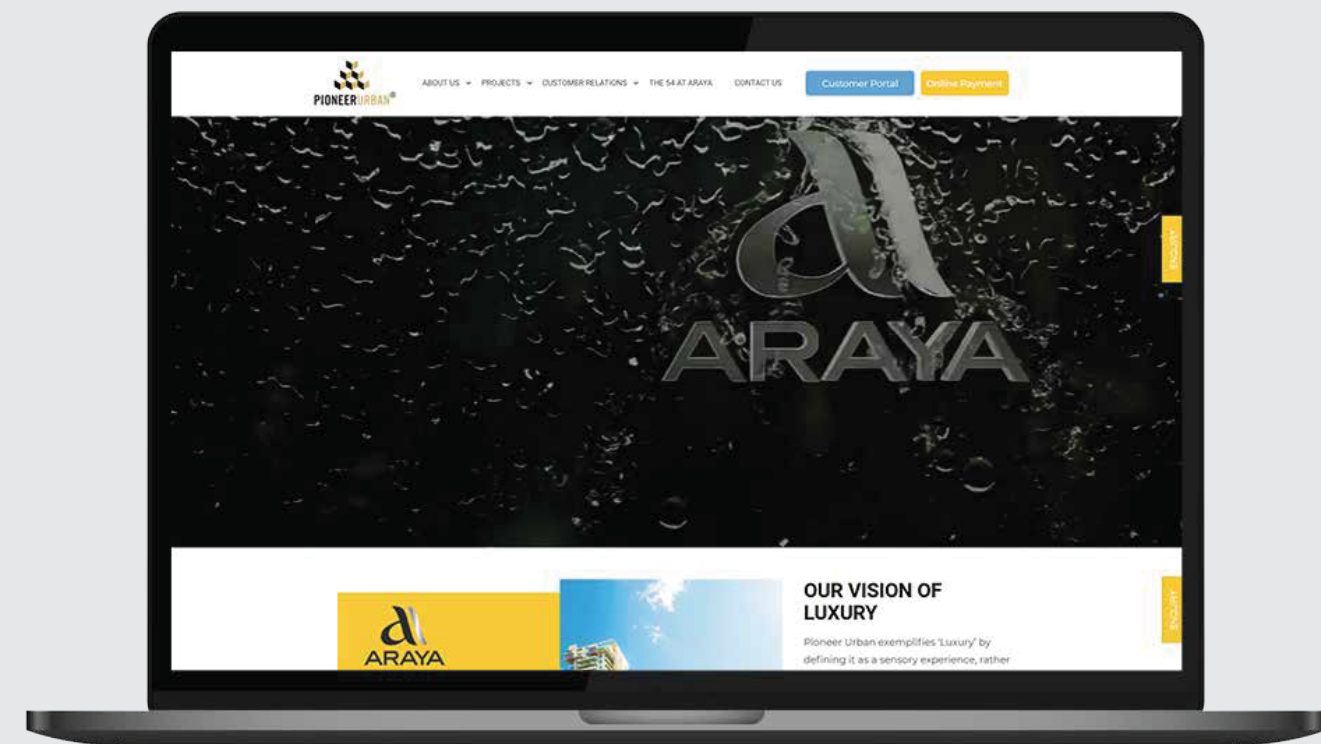 PIONEERURBAN®
ABOUT US PROJECTS CUSTOMER RELATIONS THE 54 AT ARAYA CONTACT US Customer Portal Online Payment
ARAYA
ENQUIRY
OUR VISION OF
LUXURY
Pioneer Urban exemplifies 'Luxury' by
defining it as a sensory experience, rather
ARAYA
ENQUIRY